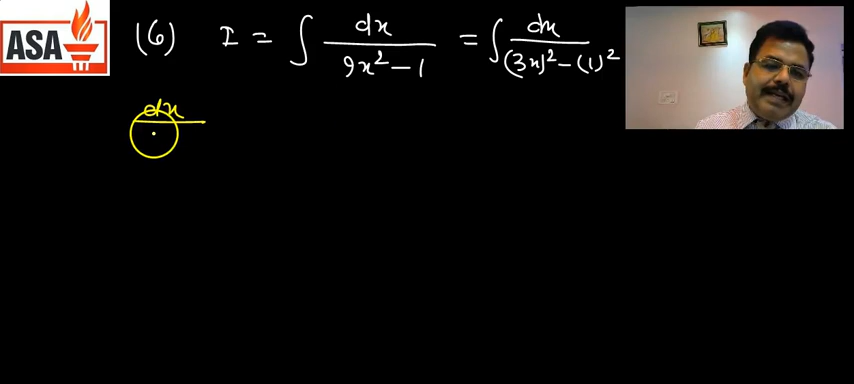 ASA
(6) I = ∫ dx / 9x² − 1 = ∫ dx / (3x)² − (1)²
dx